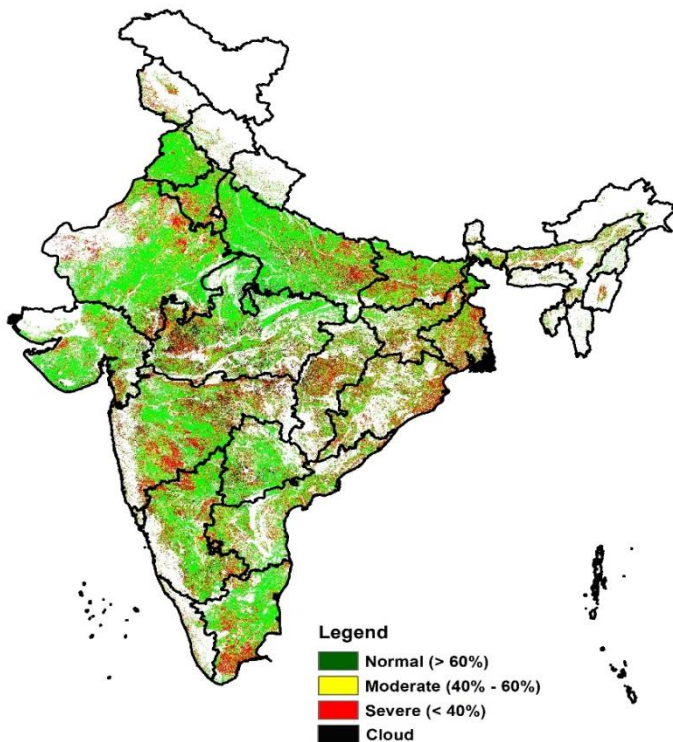 Legend
Normal (> 60%)
Moderate (40% - 60%)
Severe (< 40%)
Cloud